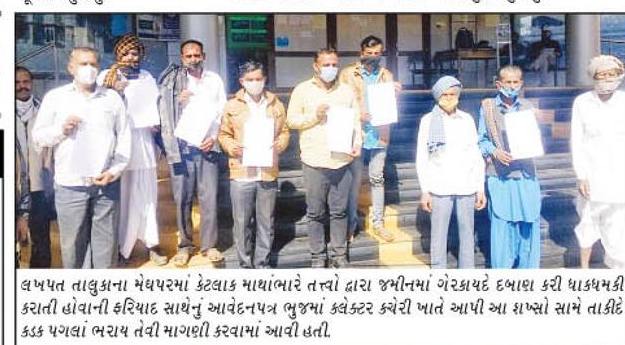 લખપત તાલુકાના મેઘપરમાં કેટલાક માથાંભારે તત્ત્વો દ્વારા જમીનમાં ગેરકાયદે દબાણ કરી ધાકધમકી
કરાતી હોવાની ફરિયાદ સાથેનું આવેદનપત્ર ભુજમાં ક્લેક્ટર કચેરી ખાતે આપી આ શખ્સો સામે તાકીદે
કડક પગલાં ભરાય તેવી માગણી કરવામાં આવી હતી.